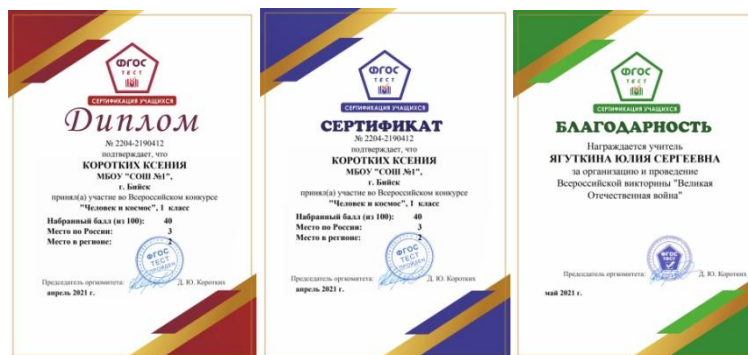 ФГОС
ТЕСТ
СЕРТИФИКАЦИЯ УЧАЩИХСЯ
Диплом
№ 2204-2190412
подтверждает, что
КОРОТКИХ КСЕНИЯ
МБОУ "СОШ №1",
г. Бийск
принял(а) участие во Всероссийском конкурсе
"Человек и космос", 1 класс
Набранный балл (из 100): 40
Место по России: 3
Место в регионе: 2
ФГОС
ТЕСТ
ПРОЙДЕН
Председатель оргкомитета: Д. Ю. Коротких
апрель 2021 г.
ФГОС
ТЕСТ
СЕРТИФИКАЦИЯ УЧАЩИХСЯ
СЕРТИФИКАТ
№ 2204-2190412
подтверждает, что
КОРОТКИХ КСЕНИЯ
МБОУ "СОШ №1",
г. Бийск
принял(а) участие во Всероссийском конкурсе
"Человек и космос", 1 класс
Набранный балл (из 100): 40
Место по России: 3
Место в регионе: 2
ФГОС
ТЕСТ
ПРОЙДЕН
Председатель оргкомитета: Д. Ю. Коротких
апрель 2021 г.
ФГОС
ТЕСТ
СЕРТИФИКАЦИЯ УЧАЩИХСЯ
БЛАГОДАРНОСТЬ
Награждается учитель
ЯГУТКИНА ЮЛИЯ СЕРГЕЕВНА
за организацию и проведение
Всероссийской викторины "Великая
Отечественная война"
Председатель оргкомитета: Д. Ю. Коротких
май 2021 г.